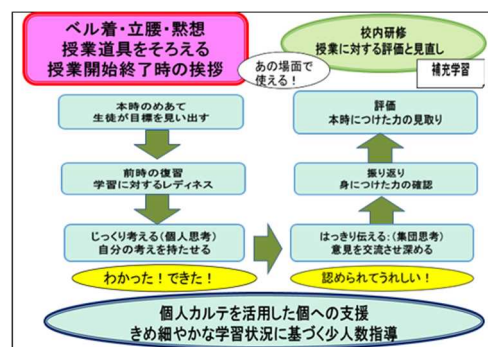 ベル着・立腰・黙想
授業道具をそろえる
授業開始終了時の挨拶
校内研修
授業に対する評価と見直し
あの場面で
使える！
補充学習
本時のめあて
生徒が目標を見い出す
前時の復習
学習に対するレディネス
じっくり考える(個人思考)
自分の考えを持たせる
わかった！できた！
評価
本時につけた力の見取り
振り返り
身につけた力の確認
はっきり伝える:(集団思考)
意見を交流させ深める
認められてうれしい！
個人カルテを活用した個への支援
きめ細やかな学習状況に基づく少人数指導